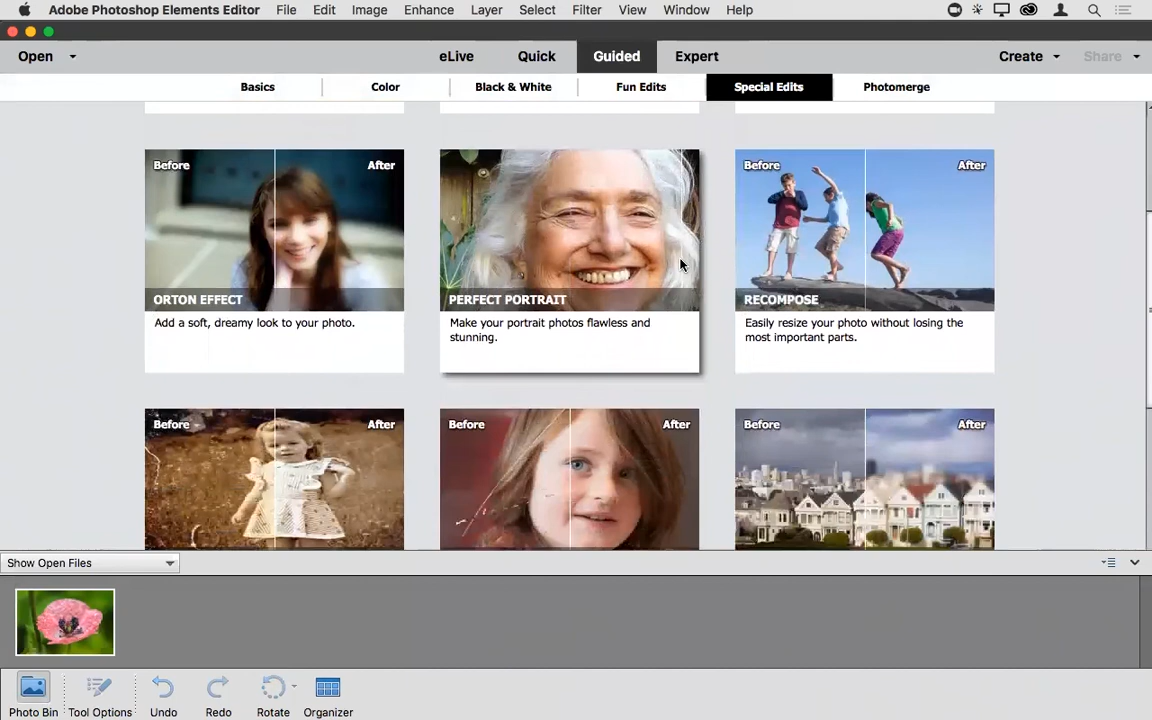 Adobe Photoshop Elements Editor File Edit Image Enhance Layer Select Filter View Window Help
Open eLive Quick Guided Expert Create Share
Basics Color Black & White Fun Edits Special Edits Photomerge
Before After Before After
ORTON EFFECT PERFECT PORTRAIT RECOMPOSE
Add a soft, dreamy look to your photo. Make your portrait photos flawless and Easily resize your photo without losing the
stunning. most important parts.
Before After Before After Before After
Show Open Files
Photo Bin Tool Options Undo Redo Rotate Organizer